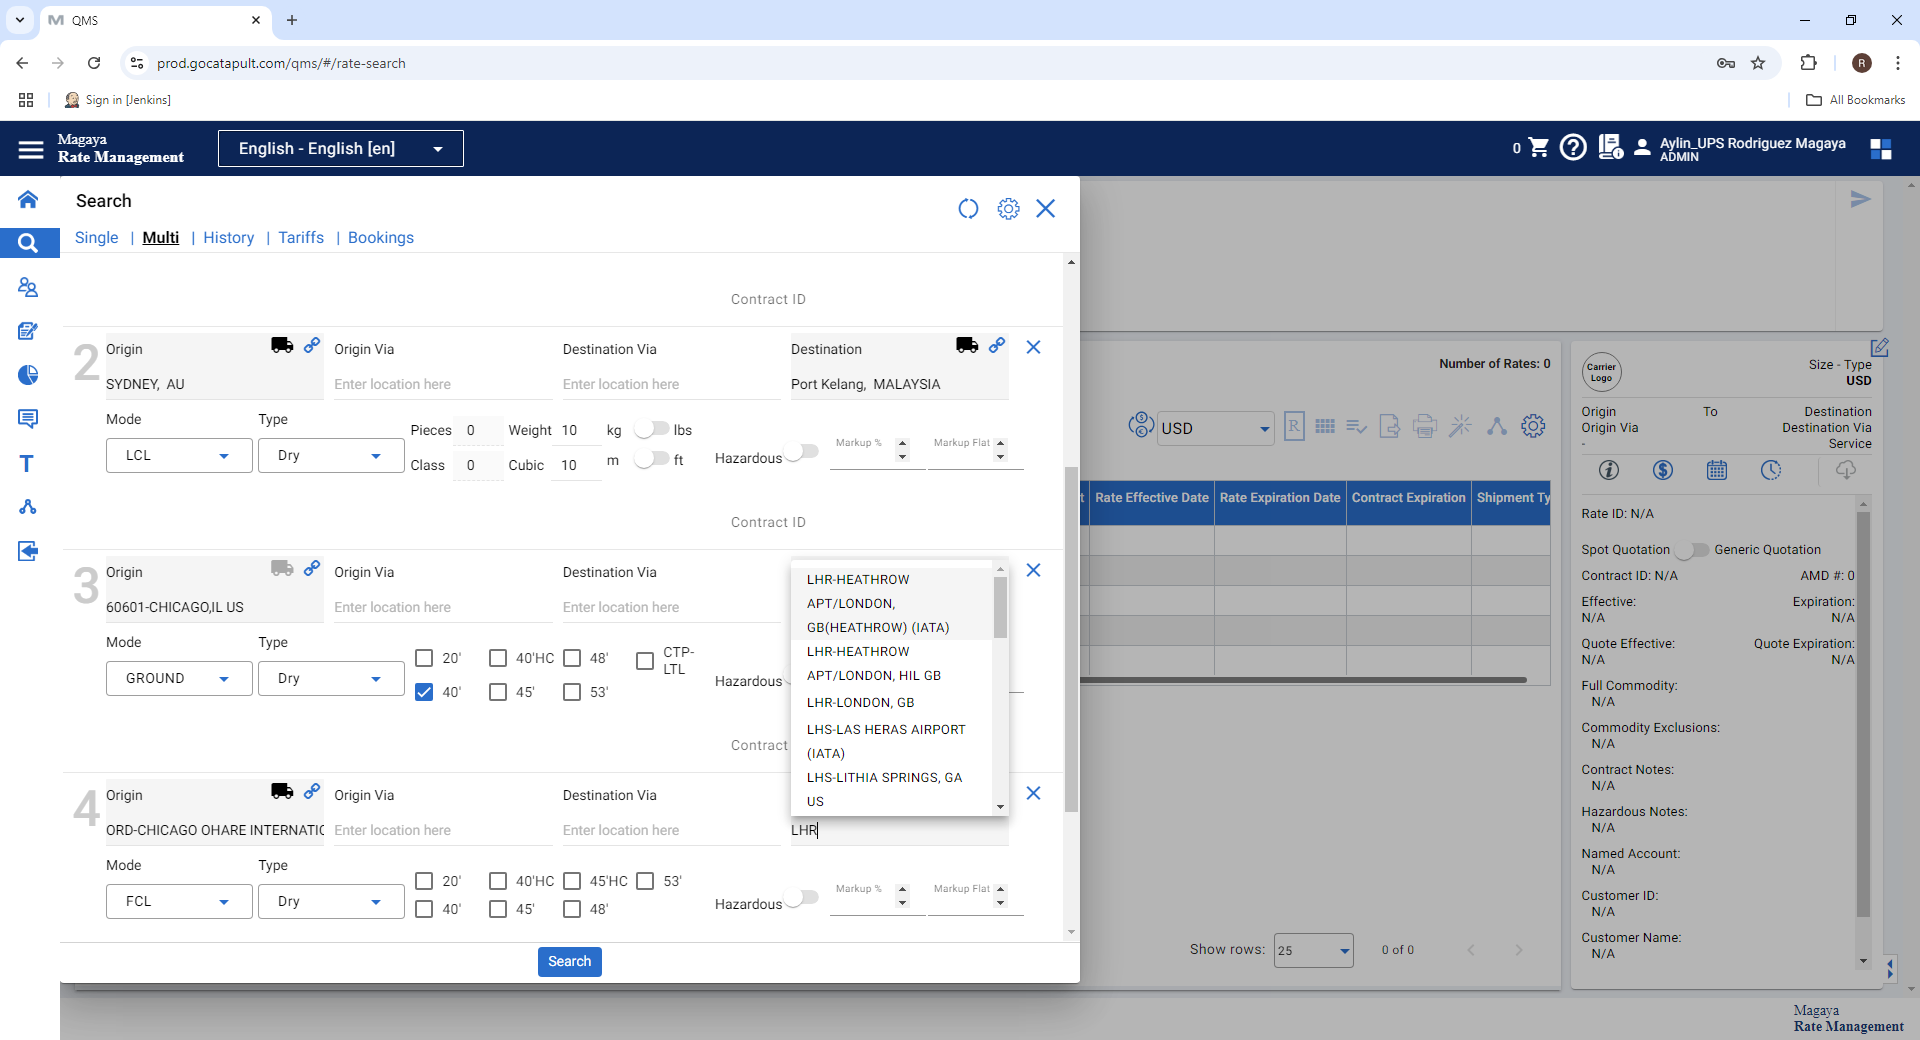 QMS
prod.gocatapult.com/qms/#/rate-search
R
Sign in [Jenkins]
All Bookmarks
Magaya
Rate Management
English - English [en]
0
Aylin_UPS Rodriguez Magaya
ADMIN
Search
Single | Multi | History | Tariffs | Bookings
Contract ID
2
Origin
Origin Via
Destination Via
Destination
SYDNEY, AU
Enter location here
Enter location here
Port Kelang, MALAYSIA
Mode
Type
LCL
Dry
Pieces 0 Weight 10 kg lbs
Class 0 Cubic 10 m ft
Hazardous
Markup %
Markup Flat
Contract ID
3
Origin
Origin Via
Destination Via
60601-CHICAGO,IL US
Enter location here
Enter location here
Mode
Type
GROUND
Dry
20' 40'HC 48' CTP-LTL
40' 45' 53'
Hazardous
Contract
LHR-HEATHROW
APT/LONDON,
GB(HEATHROW) (IATA)
LHR-HEATHROW
APT/LONDON, HIL GB
LHR-LONDON, GB
LHS-LAS HERAS AIRPORT
(IATA)
LHS-LITHIA SPRINGS, GA
US
4
Origin
Origin Via
Destination Via
ORD-CHICAGO OHARE INTERNATIO
Enter location here
Enter location here
LHR
Mode
Type
FCL
Dry
20' 40'HC 45'HC 53'
40' 45' 48'
Hazardous
Markup %
Markup Flat
Search
Number of Rates: 0
USD
R
t
Rate Effective Date
Rate Expiration Date
Contract Expiration
Shipment Ty
Show rows: 25
0 of 0
Carrier
Logo
Size - Type
USD
Origin To Destination
Origin Via Destination Via
- Service
Rate ID: N/A
Spot Quotation Generic Quotation
Contract ID: N/A AMD #: 0
Effective: Expiration:
N/A N/A
Quote Effective: Quote Expiration:
N/A N/A
Full Commodity:
N/A
Commodity Exclusions:
N/A
Contract Notes:
N/A
Hazardous Notes:
N/A
Named Account:
N/A
Customer ID:
N/A
Customer Name:
N/A
Magaya
Rate Management